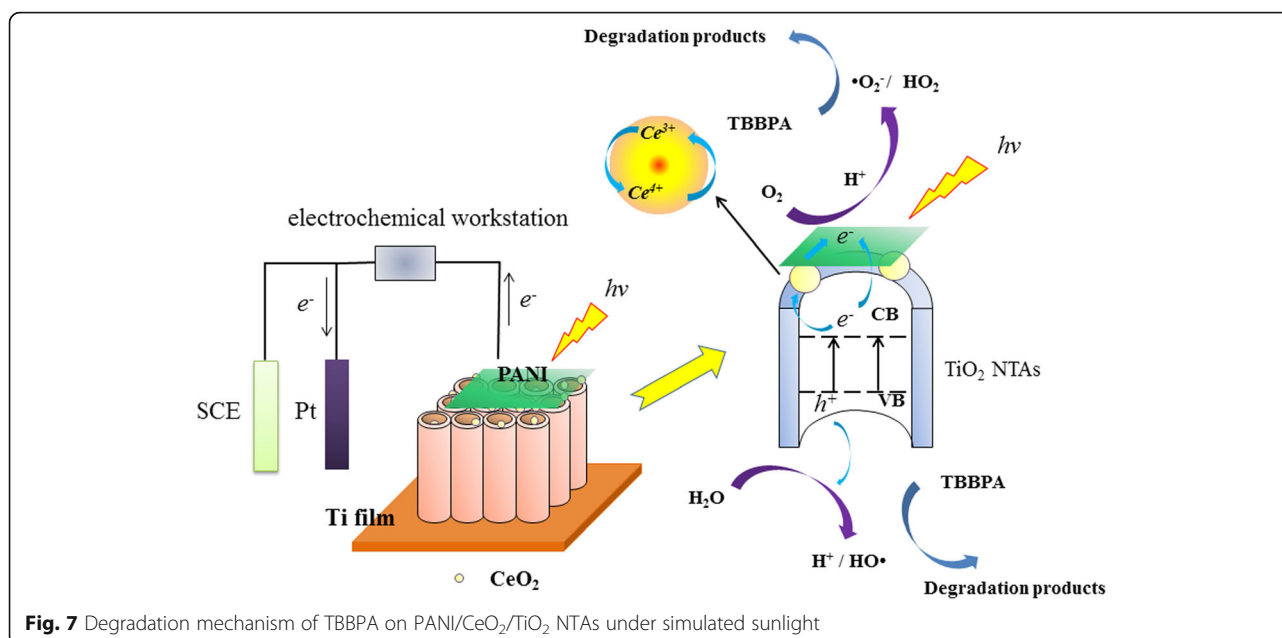 Degradation products
•O₂⁻/ HO₂
TBBPA
Ce³⁺
Ce⁴⁺
hv
H⁺
O₂
electrochemical workstation
e⁻
e⁻
e⁻
hv
e⁻
CB
PANI
TiO₂ NTAs
SCE
Pt
h⁺
VB
TBBPA
H₂O
Ti film
H⁺ / HO•
CeO₂
Degradation products
Fig. 7 Degradation mechanism of TBBPA on PANI/CeO₂/TiO₂ NTAs under simulated sunlight